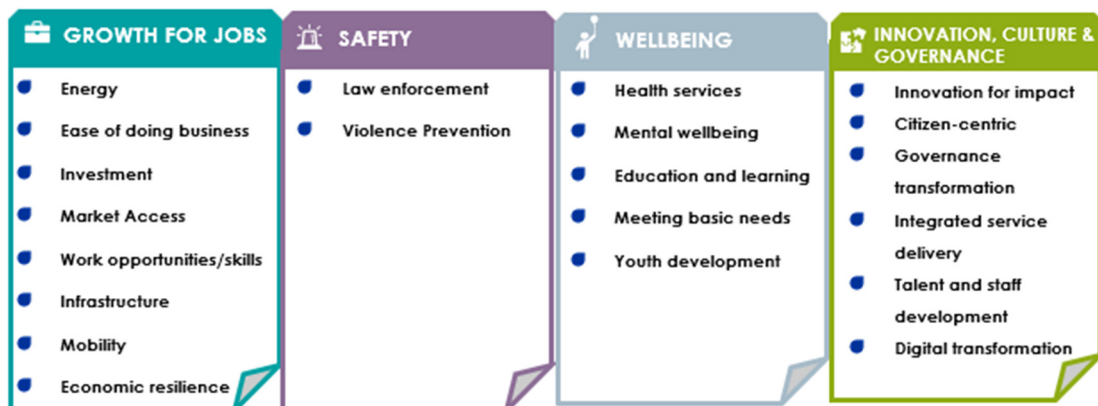 GROWTH FOR JOBS
Energy
Ease of doing business
Investment
Market Access
Work opportunities/skills
Infrastructure
Mobility
Economic resilience
SAFETY
Law enforcement
Violence Prevention
WELLBEING
Health services
Mental wellbeing
Education and learning
Meeting basic needs
Youth development
INNOVATION, CULTURE &
GOVERNANCE
Innovation for impact
Citizen-centric
Governance
transformation
Integrated service
delivery
Talent and staff
development
Digital transformation